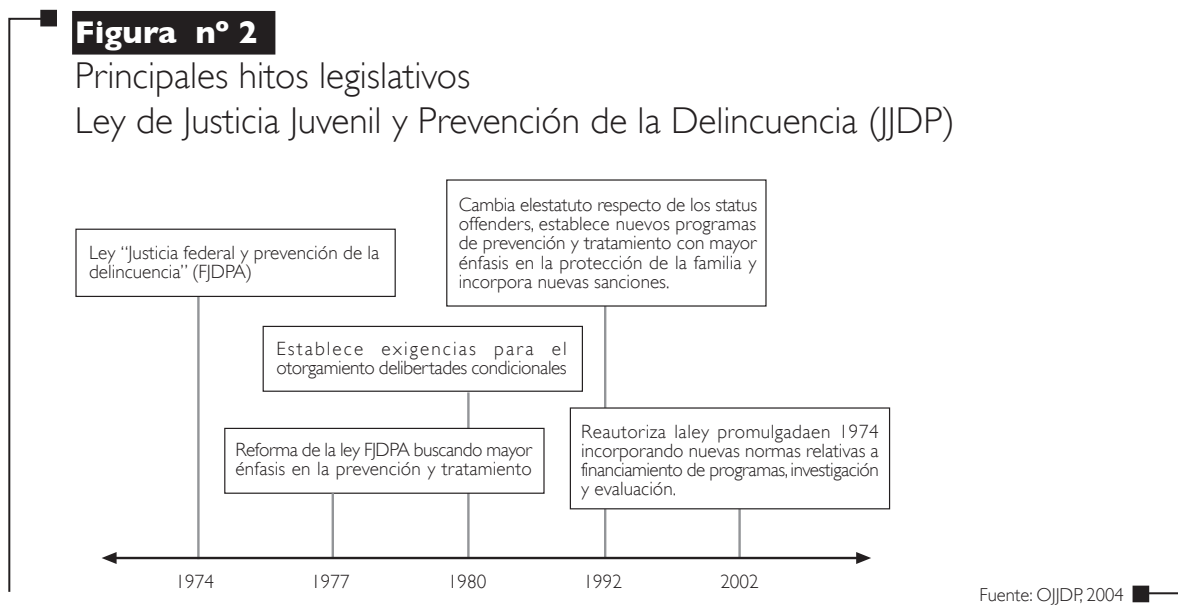 Figura nº 2
Principales hitos legislativos
Ley de Justicia Juvenil y Prevención de la Delincuencia (JJDP)
Ley “Justicia federal y prevención de la
delincuencia” (FJDPA)
Cambia elestatuto respecto de los status
offenders, establece nuevos programas
de prevención y tratamiento con mayor
énfasis en la protección de la familia y
incorpora nuevas sanciones.
Establece exigencias para el
otorgamiento delibertades condicionales
Reforma de la ley FJDPA buscando mayor
énfasis en la prevención y tratamiento
Reautoriza laley promulgadaen 1974
incorporando nuevas normas relativas a
financiamiento de programas, investigación
y evaluación.
1974 1977 1980 1992 2002
Fuente: OJJDP, 2004